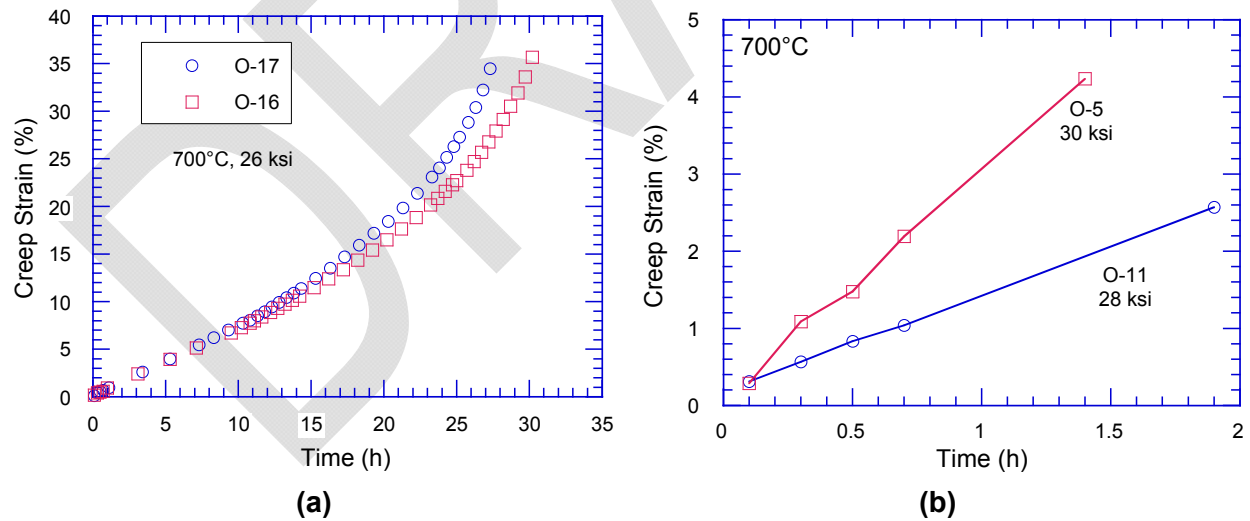 40
35
30
25
20
15
10
5
0
Creep Strain (%)
O-17
O-16
700°C, 26 ksi
0 5 10 15 20 25 30 35
Time (h)
(a)
5
4
3
2
1
0
Creep Strain (%)
700°C
O-5
30 ksi
O-11
28 ksi
0 0.5 1 1.5 2
Time (h)
(b)